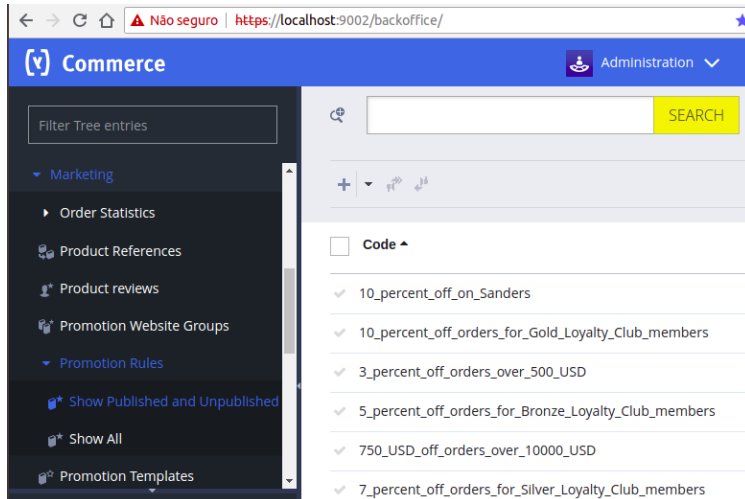 Não seguro | https://localhost:9002/backoffice/
(y) Commerce
Administration
Filter Tree entries
SEARCH
Marketing
Order Statistics
Product References
Product reviews
Promotion Website Groups
Promotion Rules
Show Published and Unpublished
Show All
Promotion Templates
Code
10_percent_off_on_Sanders
10_percent_off_orders_for_Gold_Loyalty_Club_members
3_percent_off_orders_over_500_USD
5_percent_off_orders_for_Bronze_Loyalty_Club_members
750_USD_off_orders_over_10000_USD
7_percent_off_orders_for_Silver_Loyalty_Club_members